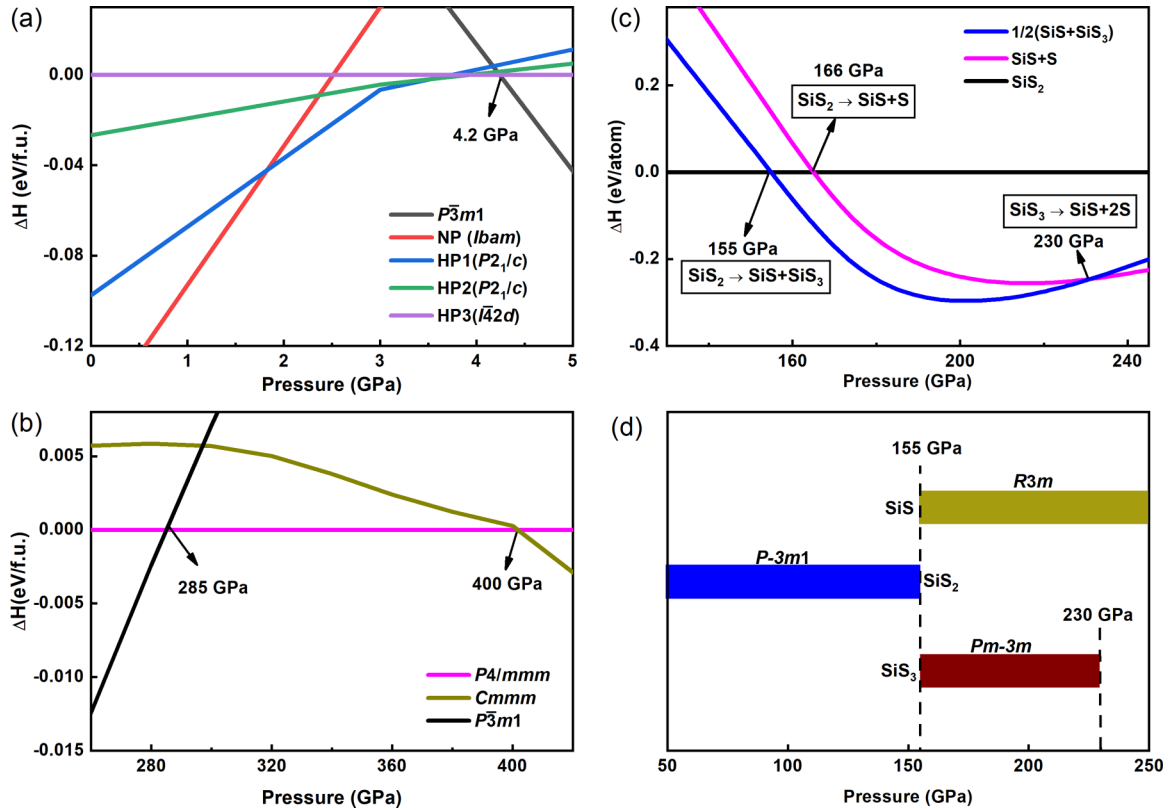 (a)
0.00
-0.04
-0.08
-0.12
ΔH (eV/f.u.)
4.2 GPa
P3̅m1
NP (Ibam)
HP1(P2₁/c)
HP2(P2₁/c)
HP3(I4̅2d)
0 1 2 3 4 5
Pressure (GPa)
(c)
0.2
0.0
-0.2
-0.4
ΔH (eV/atom)
1/2(SiS+SiS₃)
SiS+S
SiS₂
166 GPa
SiS₂ → SiS+S
155 GPa
SiS₂ → SiS+SiS₃
SiS₃ → SiS+2S
230 GPa
160 200 240
Pressure (GPa)
(b)
0.005
0.000
-0.005
-0.010
-0.015
ΔH(eV/f.u.)
285 GPa
400 GPa
P4/mmm
Cmmm
P3̅m1
280 320 360 400
Pressure (GPa)
(d)
155 GPa
R3m
SiS
P-3m1
SiS₂
230 GPa
Pm-3m
SiS₃
50 100 150 200 250
Pressure (GPa)